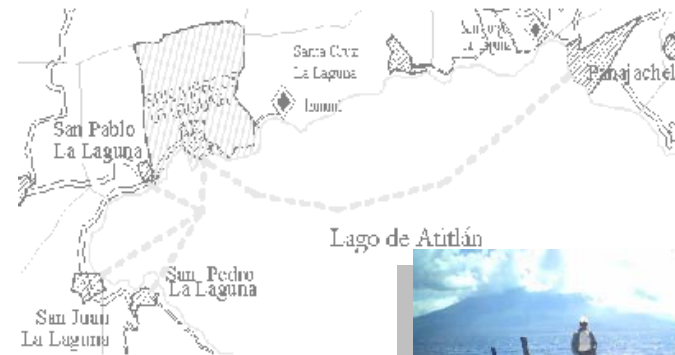 Santa Cruz
La Laguna
Panajachel
San Pablo
La Laguna
Lago de Atitlán
San Pedro
La Laguna
San Juan
La Laguna